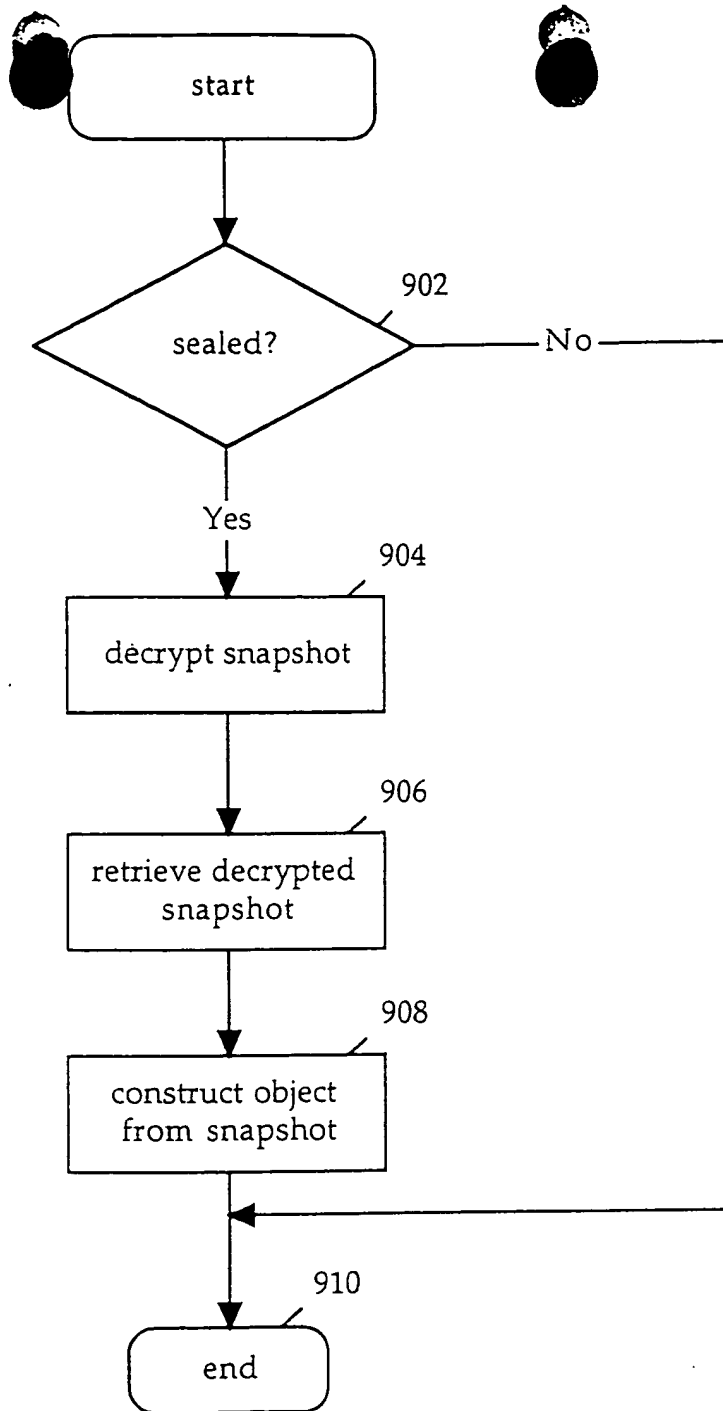 start
902
sealed?
No
Yes
904
decrypt snapshot
906
retrieve decrypted
snapshot
908
construct object
from snapshot
910
end